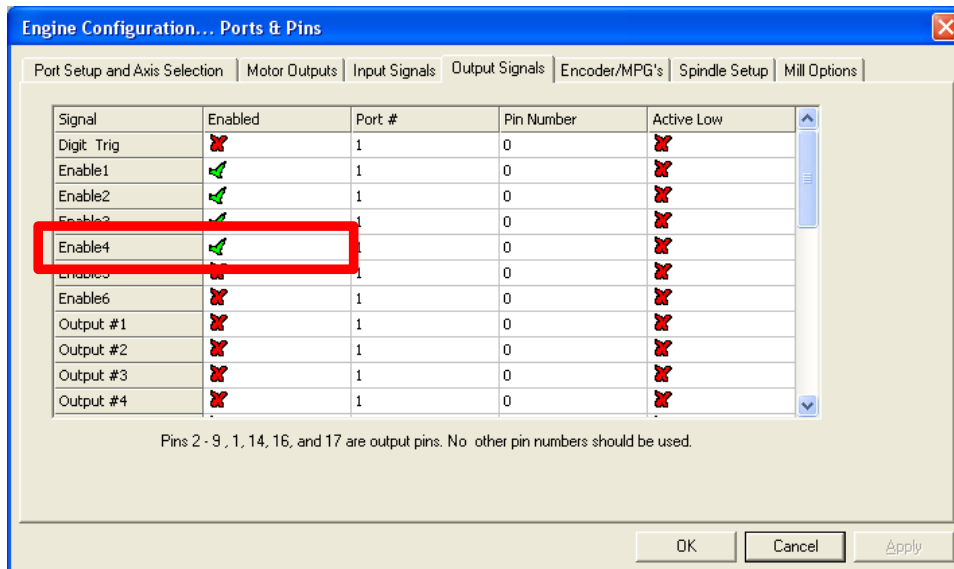 Engine Configuration... Ports & Pins
Port Setup and Axis Selection Motor Outputs Input Signals Output Signals Encoder/MPG's Spindle Setup Mill Options
Signal Enabled Port # Pin Number Active Low
Digit Trig 1 0
Enable1 1 0
Enable2 1 0
Enable3 1 0
Enable4 1 0
Enable5 1 0
Enable6 1 0
Output #1 1 0
Output #2 1 0
Output #3 1 0
Output #4 1 0
Pins 2 - 9 , 1, 14, 16, and 17 are output pins. No other pin numbers should be used.
OK Cancel Apply